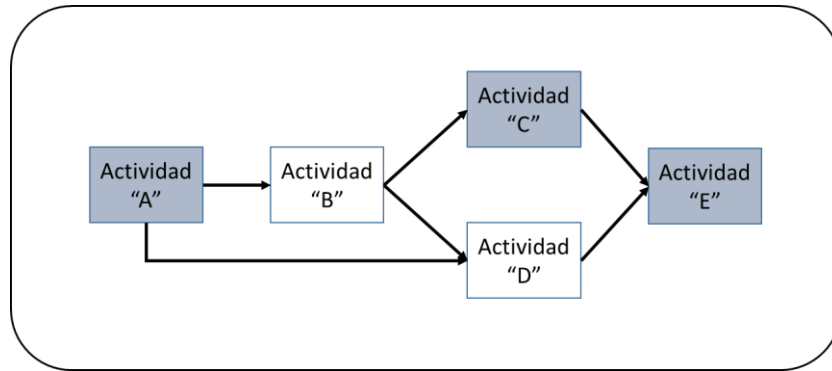 Actividad
“A”
Actividad
“B”
Actividad
“C”
Actividad
“D”
Actividad
“E”